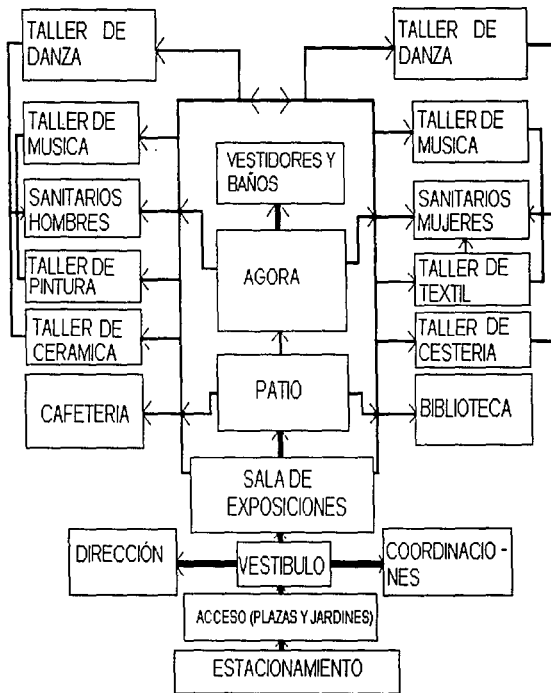 TALLER DE
DANZA
TALLER DE
DANZA
TALLER DE
MUSICA
TALLER DE
MUSICA
VESTIDORES Y
BAÑOS
SANITARIOS
HOMBRES
SANITARIOS
MUJERES
AGORA
TALLER DE
PINTURA
TALLER DE
TEXTIL
TALLER DE
CERAMICA
TALLER DE
CESTERIA
CAFETERIA
PATIO
BIBLIOTECA
SALA DE
EXPOSICIONES
DIRECCIÓN
VESTIBULO
COORDINACIO -
NES
ACCESO (PLAZAS Y JARDINES)
ESTACIONAMIENTO